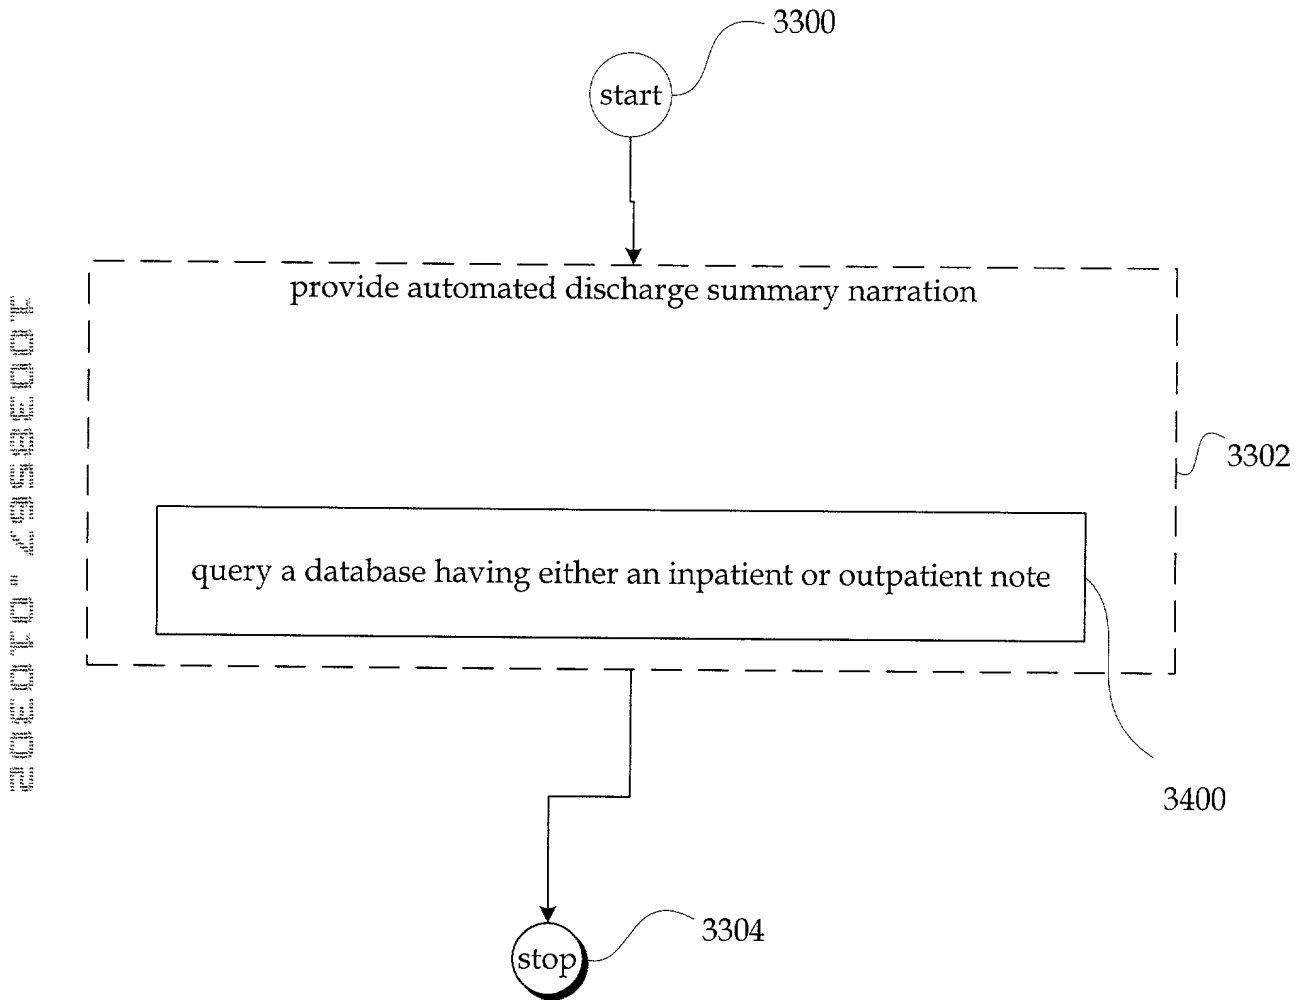 3300
start
provide automated discharge summary narration
3302
query a database having either an inpatient or outpatient note
3400
3304
stop